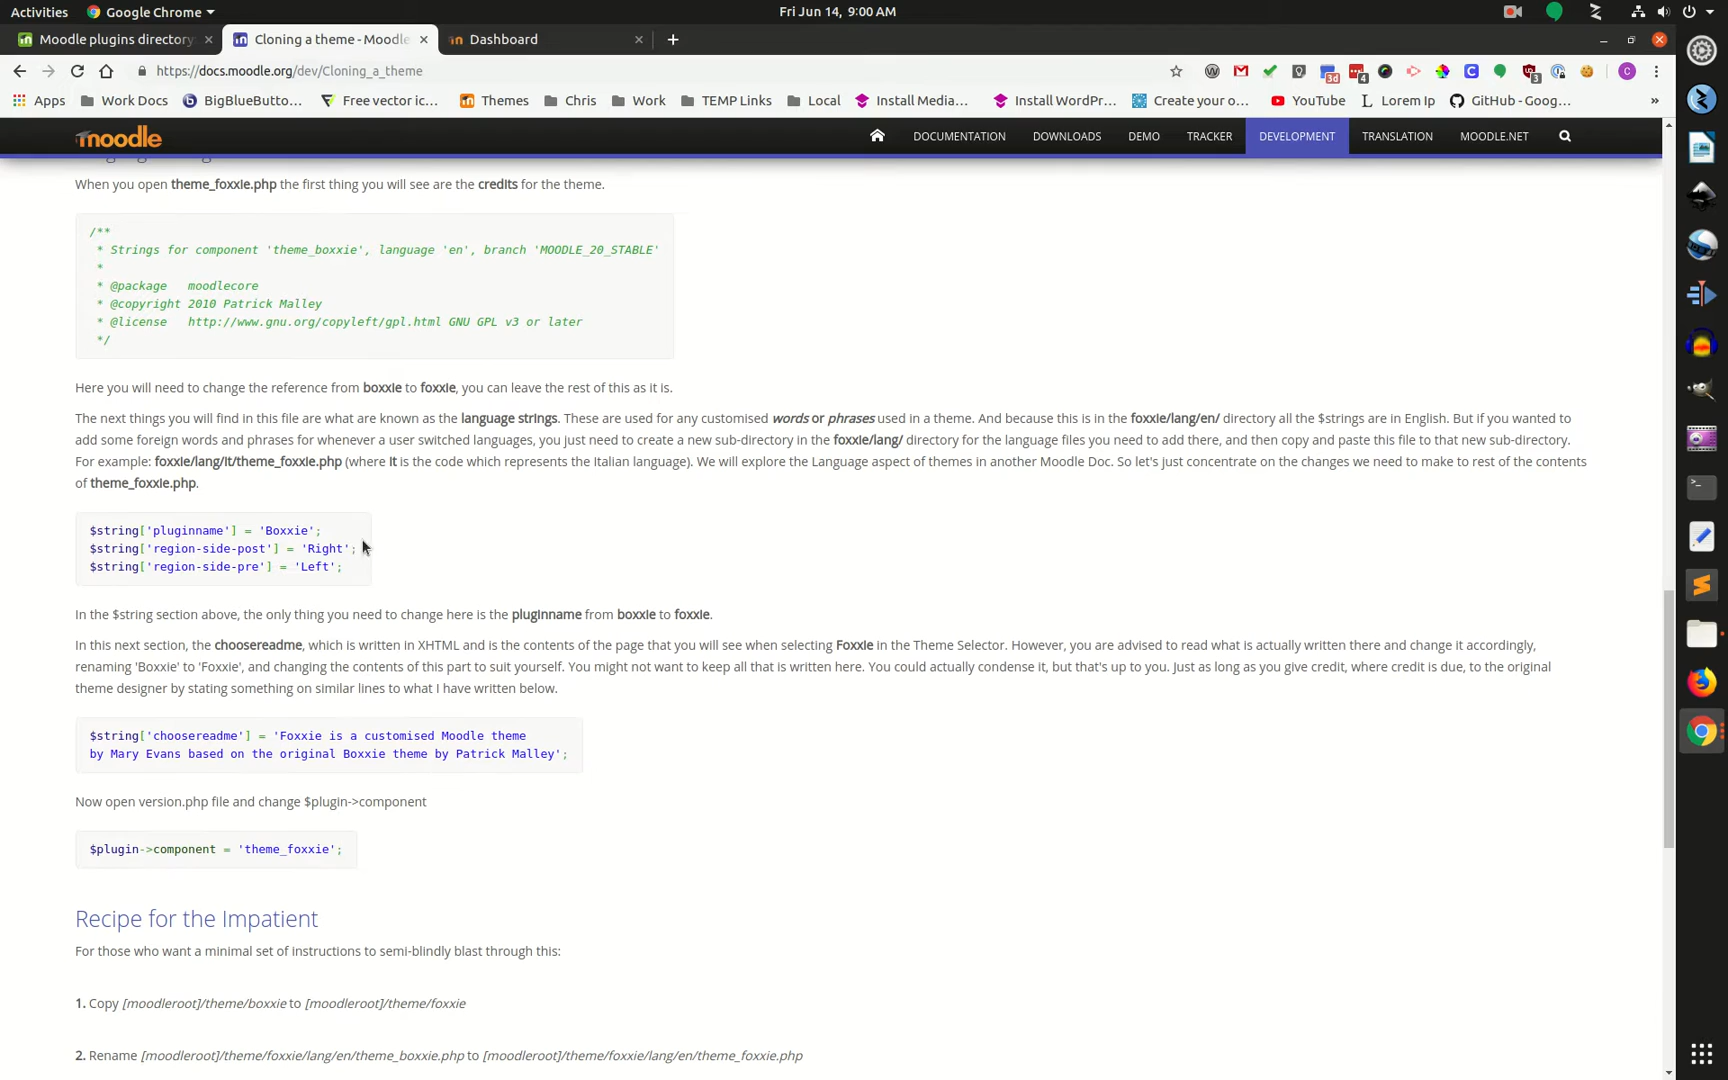 Activities Google Chrome Fri Jun 14, 9:00 AM
Moodle plugins directory: Cloning a theme - Moodle Dashboard
https://docs.moodle.org/dev/Cloning_a_theme
3d 4 3 C
Apps Work Docs BigBlueButto... Free vector ic... Themes Chris Work TEMP Links Local Install Media... Install WordPr... Create your o... YouTube Lorem Ip GitHub - Goog... »
moodle DOCUMENTATION DOWNLOADS DEMO TRACKER DEVELOPMENT TRANSLATION MOODLE.NET
When you open theme_foxxie.php the first thing you will see are the credits for the theme.
/**
* Strings for component 'theme_boxxie', language 'en', branch 'MOODLE_20_STABLE'
*
* @package moodlecore
* @copyright 2010 Patrick Malley
* @license http://www.gnu.org/copyleft/gpl.html GNU GPL v3 or later
*/
Here you will need to change the reference from boxxie to foxxie, you can leave the rest of this as it is.
The next things you will find in this file are what are known as the language strings. These are used for any customised words or phrases used in a theme. And because this is in the foxxie/lang/en/ directory all the $strings are in English. But if you wanted to
add some foreign words and phrases for whenever a user switched languages, you just need to create a new sub-directory in the foxxie/lang/ directory for the language files you need to add there, and then copy and paste this file to that new sub-directory.
For example: foxxie/lang/it/theme_foxxie.php (where it is the code which represents the Italian language). We will explore the Language aspect of themes in another Moodle Doc. So let's just concentrate on the changes we need to make to rest of the contents
of theme_foxxie.php.
$string['pluginname'] = 'Boxxie';
$string['region-side-post'] = 'Right';
$string['region-side-pre'] = 'Left';
In the $string section above, the only thing you need to change here is the pluginname from boxxie to foxxie.
In this next section, the choosereadme, which is written in XHTML and is the contents of the page that you will see when selecting Foxxie in the Theme Selector. However, you are advised to read what is actually written there and change it accordingly,
renaming 'Boxxie' to 'Foxxie', and changing the contents of this part to suit yourself. You might not want to keep all that is written here. You could actually condense it, but that's up to you. Just as long as you give credit, where credit is due, to the original
theme designer by stating something on similar lines to what I have written below.
$string['choosereadme'] = 'Foxxie is a customised Moodle theme
by Mary Evans based on the original Boxxie theme by Patrick Malley';
Now open version.php file and change $plugin->component
$plugin->component = 'theme_foxxie';
Recipe for the Impatient
For those who want a minimal set of instructions to semi-blindly blast through this:
1. Copy [moodleroot]/theme/boxxie to [moodleroot]/theme/foxxie
2. Rename [moodleroot]/theme/foxxie/lang/en/theme_boxxie.php to [moodleroot]/theme/foxxie/lang/en/theme_foxxie.php